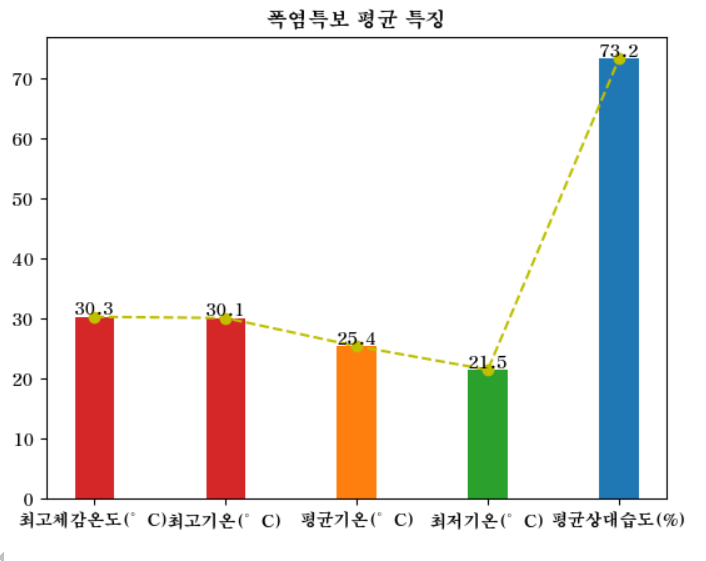 폭염특보 평균 특징
73.2
70
60
50
40
30
20
10
0
30.3
30.1
25.4
21.5
최고체감온도(° C)
최고기온(° C)
평균기온(° C)
최저기온(° C)
평균상대습도(%)